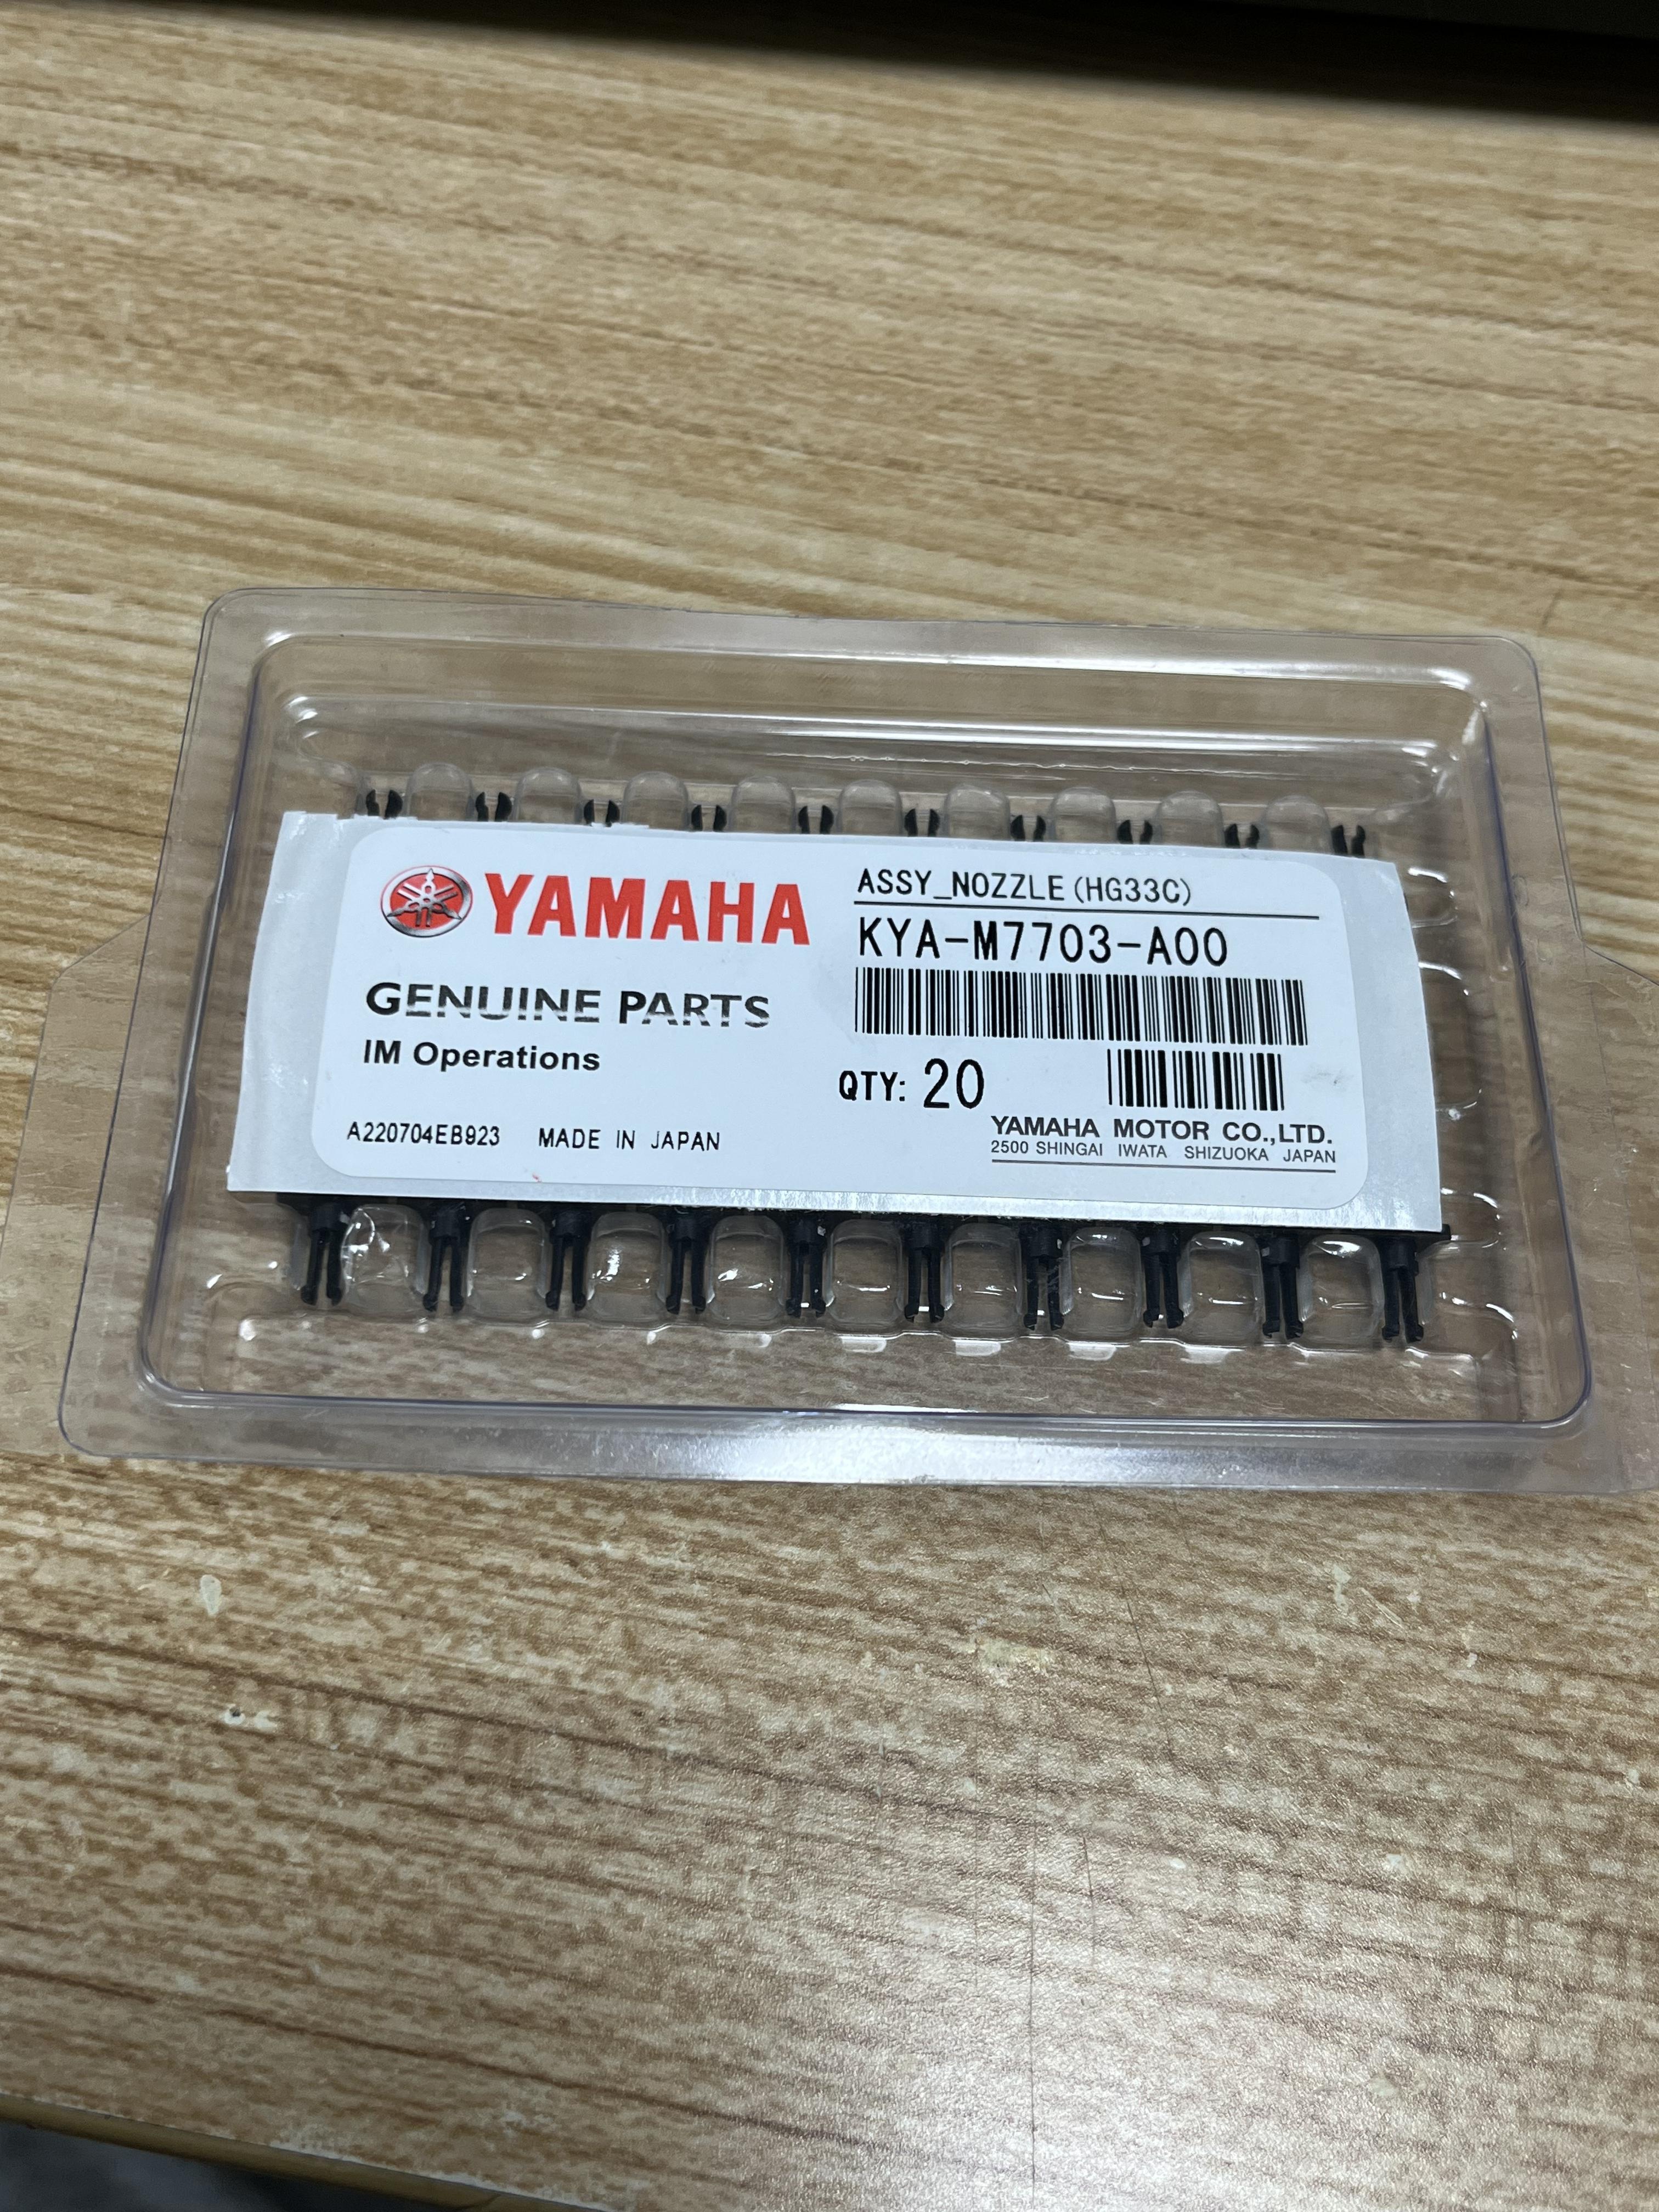 YAMAHA
GENUINE PARTS
IM Operations
A220704EB923 MADE IN JAPAN
ASSY_NOZZLE(HG33C)
KYA-M7703-A00
QTY: 20
YAMAHA MOTOR CO.,LTD.
2500 SHINGAI IWATA SHIZUOKA JAPAN